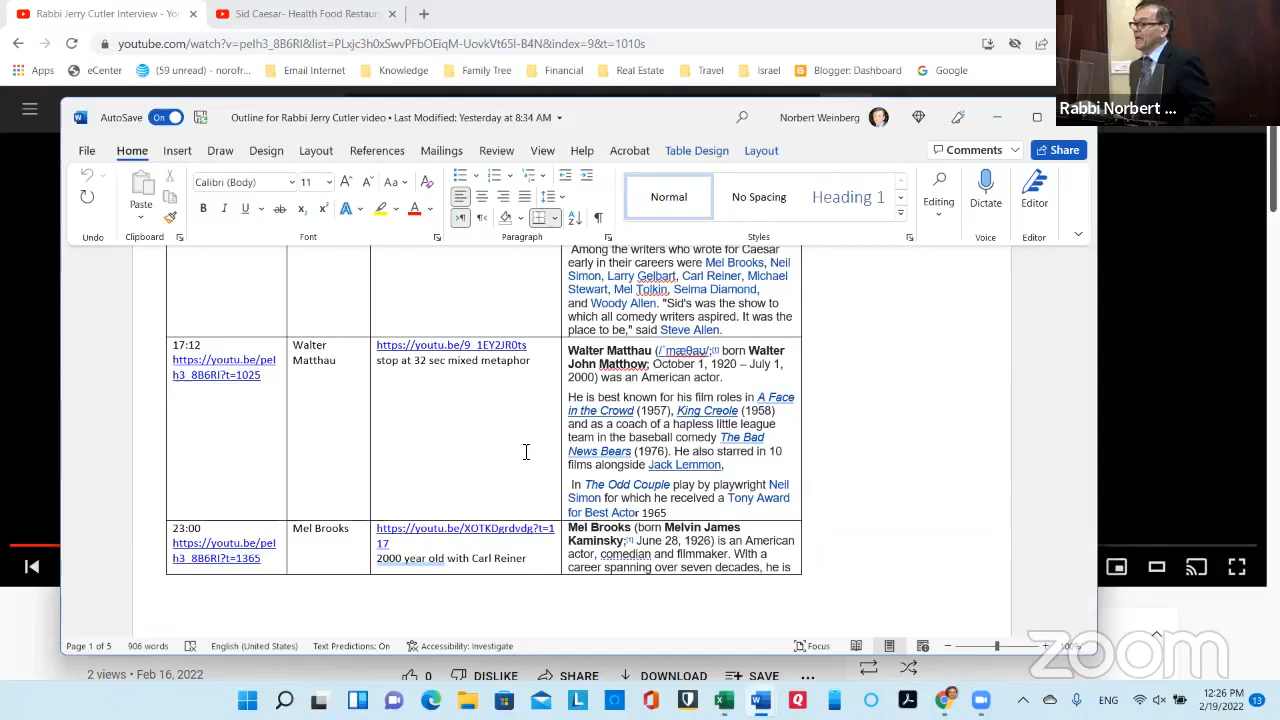 Rabbi Jerry Cutler Interview - Yo
Sid Caesar- Health Food Restaur
youtube.com/watch?v=pelh3_8B6RI&list=PLxjc3h0xSwvPFbOEiqM-UovkVt65l-B4N&index=9&t=1010s
Apps
eCenter
(59 unread) - norofr...
Email Internet
Knowledge
Family Tree
Financial
Real Estate
Travel
Israel
Blogger: Dashboard
Google
Rabbi Norbert ...
AutoSave
On
Outline for Rabbi Jerry Cutler video • Last Modified: Yesterday at 8:34 AM
Norbert Weinberg
File
Home
Insert
Draw
Design
Layout
References
Mailings
Review
View
Help
Acrobat
Table Design
Layout
Comments
Share
Calibri (Body)
11
Paste
Normal
No Spacing
Heading 1
Editing
Dictate
Editor
Undo
Clipboard
Font
Paragraph
Styles
Voice
Editor
Among the writers who wrote for Caesar
early in their careers were Mel Brooks, Neil
Simon, Larry Gelbart, Carl Reiner, Michael
Stewart, Mel Tolkin, Selma Diamond,
and Woody Allen. "Sid's was the show to
which all comedy writers aspired. It was the
place to be," said Steve Allen.
17:12
https://youtu.be/pel
h3_8B6RI?t=1025
Walter
Matthau
https://youtu.be/9_1EY2JR0ts
stop at 32 sec mixed metaphor
Walter Matthau (/ˈmæθaʊ/;[1] born Walter
John Matthow; October 1, 1920 – July 1,
2000) was an American actor.
He is best known for his film roles in A Face
in the Crowd (1957), King Creole (1958)
and as a coach of a hapless little league
team in the baseball comedy The Bad
News Bears (1976). He also starred in 10
films alongside Jack Lemmon,
In The Odd Couple play by playwright Neil
Simon for which he received a Tony Award
for Best Actor 1965
23:00
https://youtu.be/pel
h3_8B6RI?t=1365
Mel Brooks
https://youtu.be/XOTKDgrdvdg?t=1
17
2000 year old with Carl Reiner
Mel Brooks (born Melvin James
Kaminsky;[1] June 28, 1926) is an American
actor, comedian and filmmaker. With a
career spanning over seven decades, he is
Page 1 of 5
906 words
English (United States)
Text Predictions: On
Accessibility: Investigate
Focus
100%
2 views • Feb 16, 2022
0
DISLIKE
SHARE
DOWNLOAD
SAVE
zoom
ENG
12:26 PM
2/19/2022
13